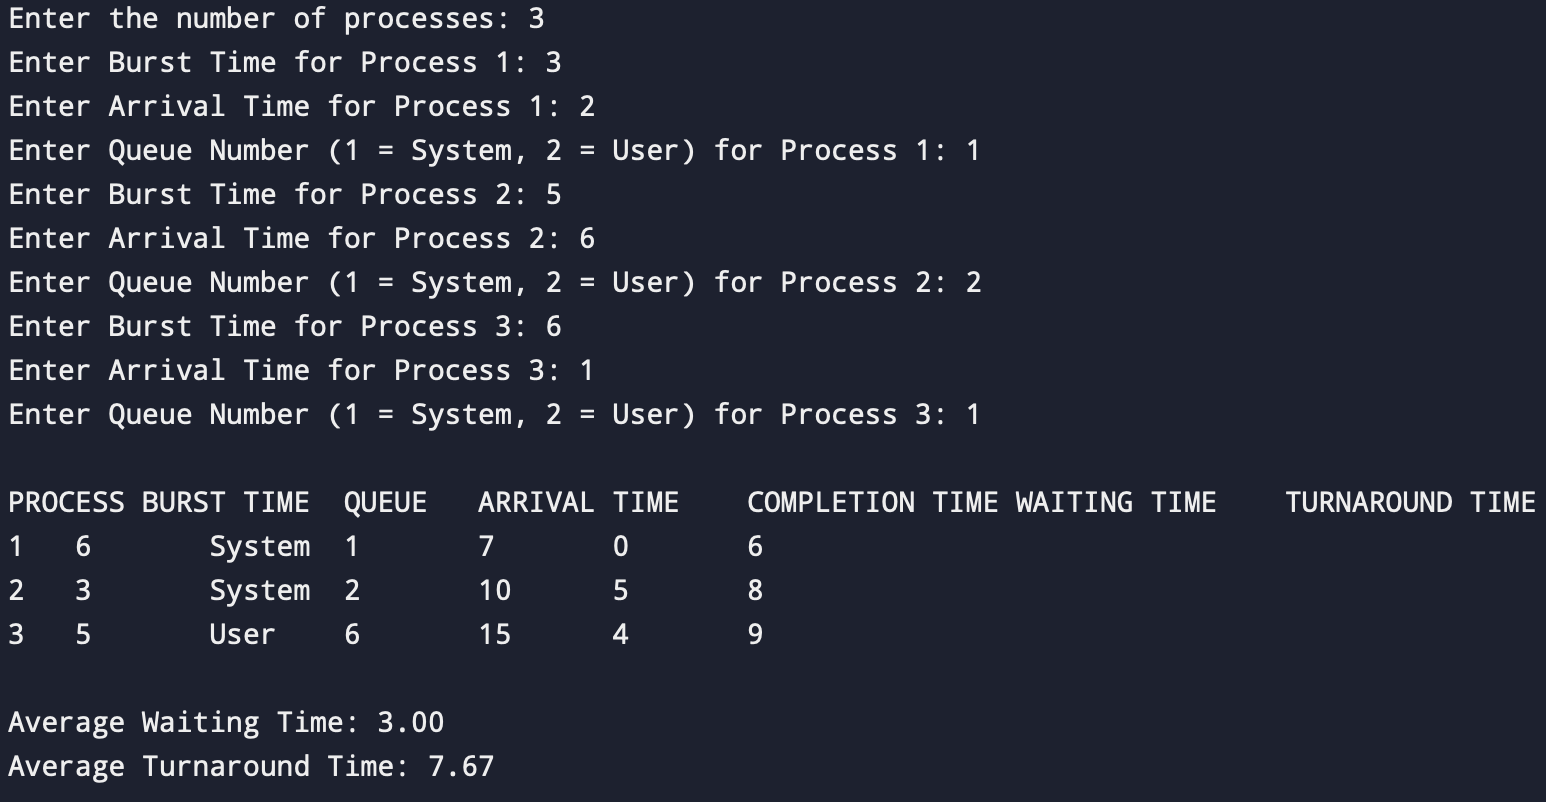 Enter the number of processes: 3
Enter Burst Time for Process 1: 3
Enter Arrival Time for Process 1: 2
Enter Queue Number (1 = System, 2 = User) for Process 1: 1
Enter Burst Time for Process 2: 5
Enter Arrival Time for Process 2: 6
Enter Queue Number (1 = System, 2 = User) for Process 2: 2
Enter Burst Time for Process 3: 6
Enter Arrival Time for Process 3: 1
Enter Queue Number (1 = System, 2 = User) for Process 3: 1
PROCESS BURST TIME  QUEUE   ARRIVAL TIME    COMPLETION TIME WAITING TIME    TURNAROUND TIME
1   6       System  1       7       0       6
2   3       System  2       10      5       8
3   5       User    6       15      4       9
Average Waiting Time: 3.00
Average Turnaround Time: 7.67